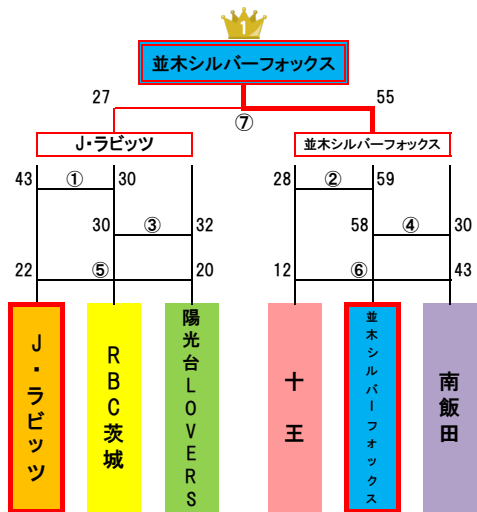 1
並木シルバーフォックス
27 55
⑦
J・ラビッツ 並木シルバーフォックス
43 ① 30 28 ② 59
30 ③ 32 58 ④ 30
22 ⑤ 20 12 ⑥ 43
J・ラビッツ
RBC茨城
陽光台LOVERS
十王
並木シルバーフォックス
南飯田